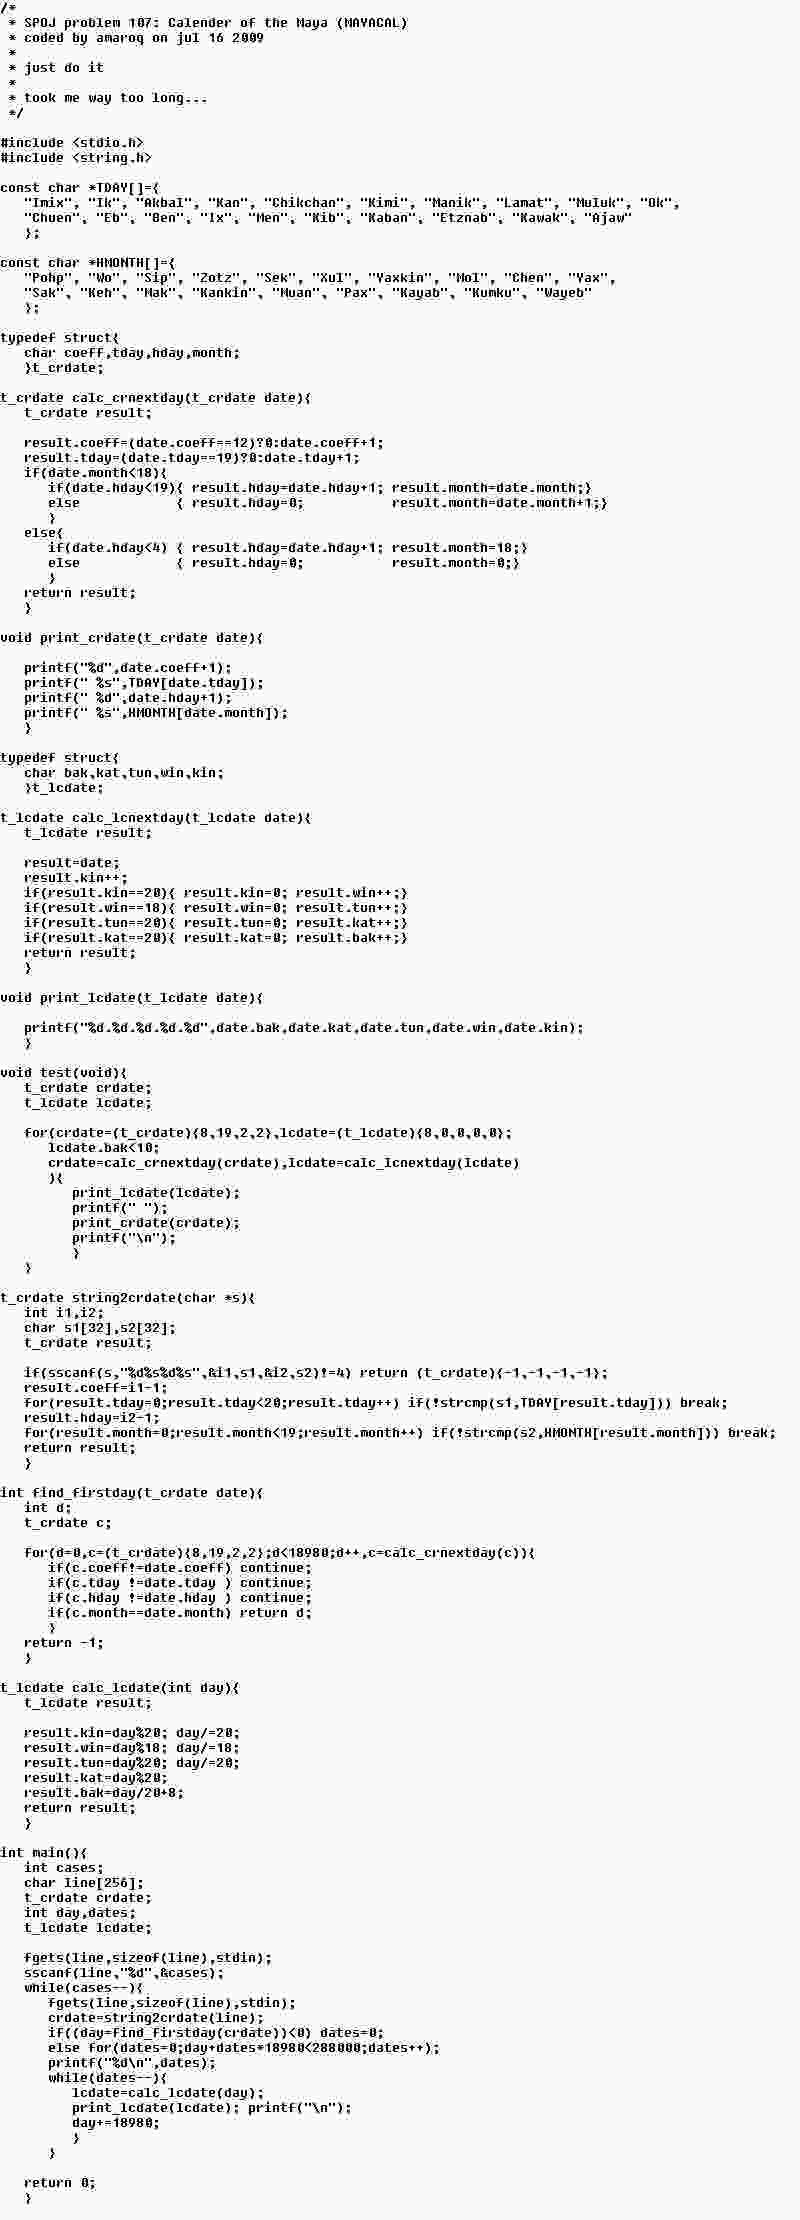 /*
 * SPOJ problem 107: Calender of the Maya (MAYACAL)
 * coded by amaroq on jul 16 2009
 *
 * just do it
 *
 * took me way too long...
 */

#include <stdio.h>
#include <string.h>

const char *TDAY[]={
   "Imix", "Ik", "Akbal", "Kan", "Chikchan", "Kimi", "Manik", "Lamat", "Muluk", "Ok",
   "Chuen", "Eb", "Ben", "Ix", "Men", "Kib", "Kaban", "Etznab", "Kawak", "Ajaw"
   };

const char *HMONTH[]={
   "Pohp", "Wo", "Sip", "Zotz", "Sek", "Xul", "Yaxkin", "Mol", "Chen", "Yax",
   "Sak", "Keh", "Mak", "Kankin", "Muan", "Pax", "Kayab", "Kumku", "Wayeb"
   };

typedef struct{
   char coeff,tday,hday,month;
   }t_crdate;

t_crdate calc_crnextday(t_crdate date){
   t_crdate result;

   result.coeff=(date.coeff==12)?0:date.coeff+1;
   result.tday=(date.tday==19)?0:date.tday+1;
   if(date.month<18){
      if(date.hday<19){ result.hday=date.hday+1; result.month=date.month;}
      else            { result.hday=0;           result.month=date.month+1;}
      }
   else{
      if(date.hday<4) { result.hday=date.hday+1; result.month=18;}
      else            { result.hday=0;           result.month=0;}
      }
   return result;
   }

void print_crdate(t_crdate date){

   printf("%d",date.coeff+1);
   printf(" %s",TDAY[date.tday]);
   printf(" %d",date.hday+1);
   printf(" %s",HMONTH[date.month]);
   }

typedef struct{
   char bak,kat,tun,win,kin;
   }t_lcdate;

t_lcdate calc_lcnextday(t_lcdate date){
   t_lcdate result;

   result=date;
   result.kin++;
   if(result.kin==20){ result.kin=0; result.win++;}
   if(result.win==18){ result.win=0; result.tun++;}
   if(result.tun==20){ result.tun=0; result.kat++;}
   if(result.kat==20){ result.kat=0; result.bak++;}
   return result;
   }

void print_lcdate(t_lcdate date){

   printf("%d.%d.%d.%d.%d",date.bak,date.kat,date.tun,date.win,date.kin);
   }

void test(void){
   t_crdate crdate;
   t_lcdate lcdate;

   for(crdate=(t_crdate){8,19,2,2},lcdate=(t_lcdate){8,0,0,0,0};
      lcdate.bak<10;
      crdate=calc_crnextday(crdate),lcdate=calc_lcnextday(lcdate)
      ){
         print_lcdate(lcdate);
         printf(" ");
         print_crdate(crdate);
         printf("\n");
         }
   }

t_crdate string2crdate(char *s){
   int i1,i2;
   char s1[32],s2[32];
   t_crdate result;

   if(sscanf(s,"%d%s%d%s",&i1,s1,&i2,s2)!=4) return (t_crdate){-1,-1,-1,-1};
   result.coeff=i1-1;
   for(result.tday=0;result.tday<20;result.tday++) if(!strcmp(s1,TDAY[result.tday])) break;
   result.hday=i2-1;
   for(result.month=0;result.month<19;result.month++) if(!strcmp(s2,HMONTH[result.month])) break;
   return result;
   }

int find_firstday(t_crdate date){
   int d;
   t_crdate c;

   for(d=0,c=(t_crdate){8,19,2,2};d<18980;d++,c=calc_crnextday(c)){
      if(c.coeff!=date.coeff) continue;
      if(c.tday !=date.tday ) continue;
      if(c.hday !=date.hday ) continue;
      if(c.month==date.month) return d;
      }
   return -1;
   }

t_lcdate calc_lcdate(int day){
   t_lcdate result;

   result.kin=day%20; day/=20;
   result.win=day%18; day/=18;
   result.tun=day%20; day/=20;
   result.kat=day%20;
   result.bak=day/20+8;
   return result;
   }

int main(){
   int cases;
   char line[256];
   t_crdate crdate;
   int day,dates;
   t_lcdate lcdate;

   fgets(line,sizeof(line),stdin);
   sscanf(line,"%d",&cases);
   while(cases--){
      fgets(line,sizeof(line),stdin);
      crdate=string2crdate(line);
      if((day=find_firstday(crdate))<0) dates=0;
      else for(dates=0;day+dates*18980<288000;dates++);
      printf("%d\n",dates);
      while(dates--){
         lcdate=calc_lcdate(day);
         print_lcdate(lcdate); printf("\n");
         day+=18980;
         }
      }

   return 0;
   }